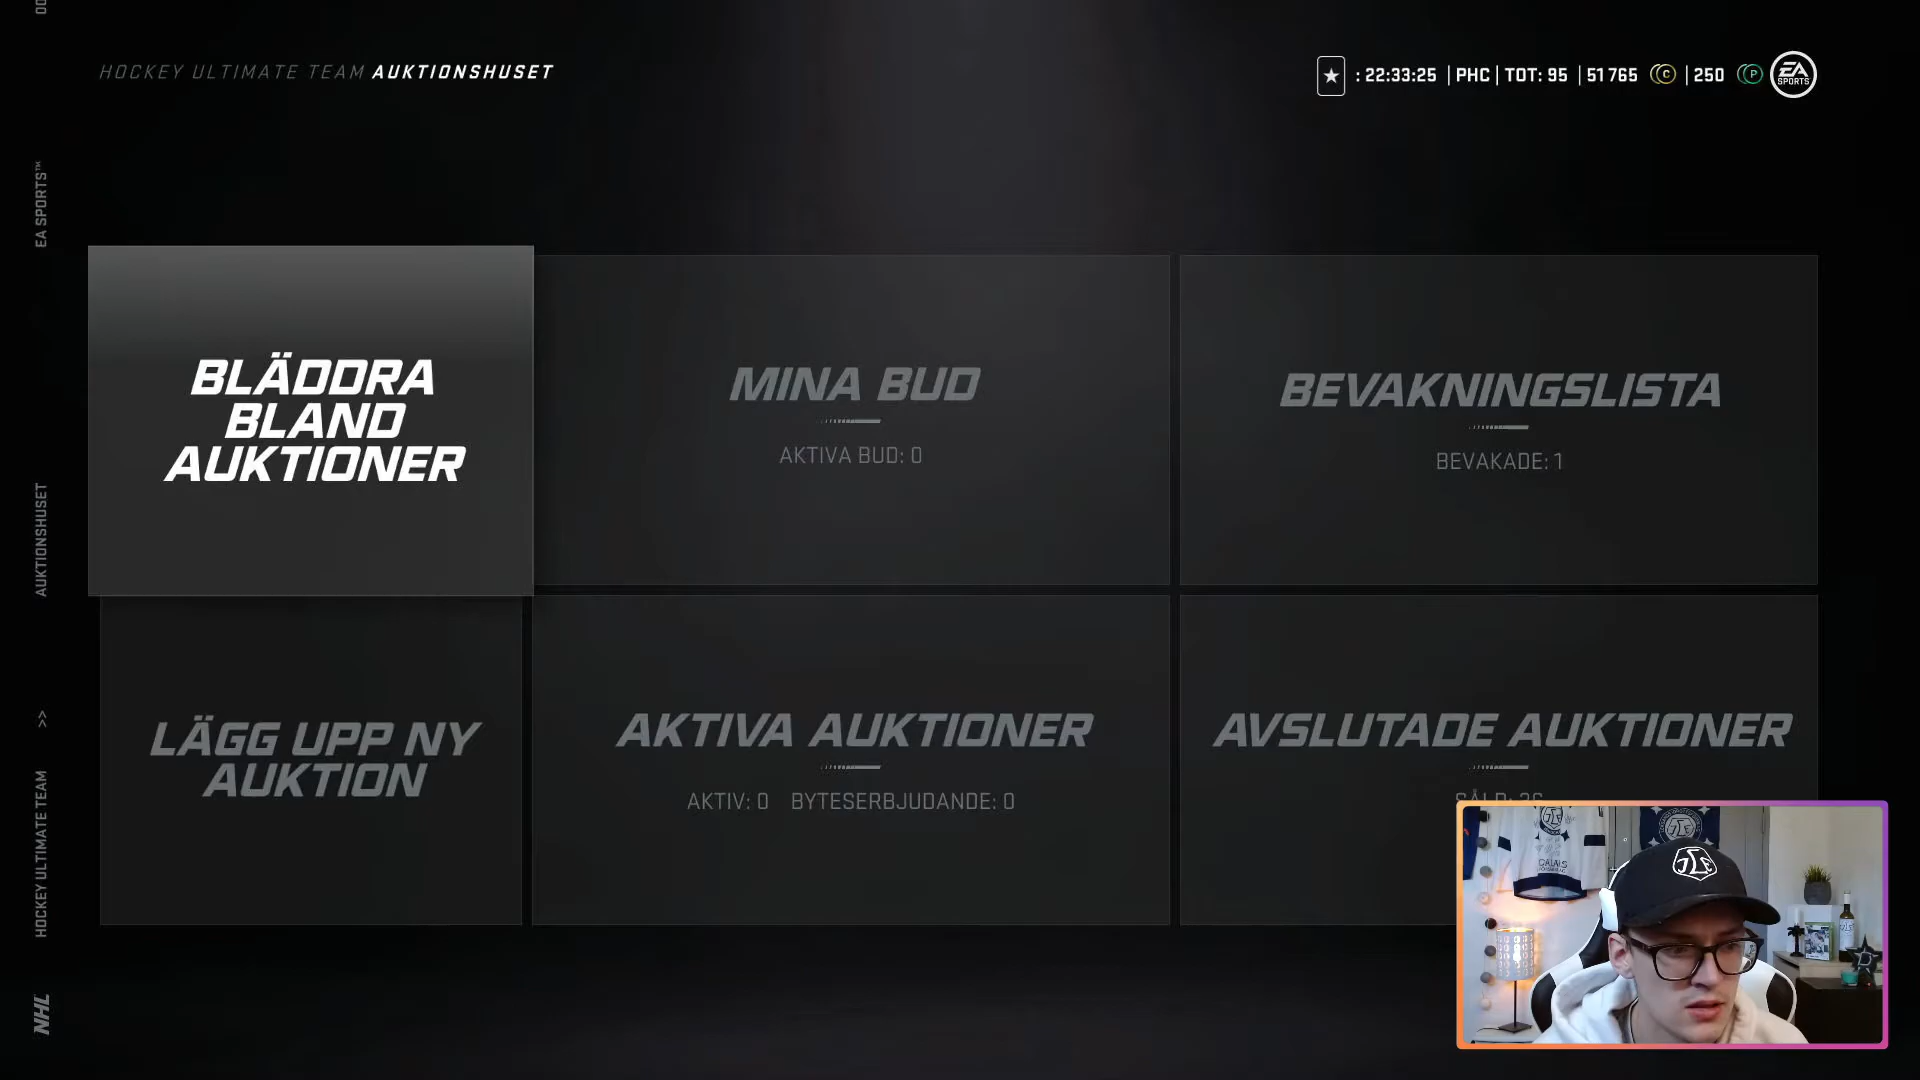 HOCKEY ULTIMATE TEAM AUKTIONSHUSET
: 22:33:25 | PHC | TOT: 95 | 51 765 C | 250 P EA SPORTS
BLÄDDRA
BLAND
AUKTIONER
MINA BUD
AKTIVA BUD: 0
BEVAKNINGSLISTA
BEVAKADE: 1
LÄGG UPP NY
AUKTION
AKTIVA AUKTIONER
AKTIV: 0 BYTESERBJUDANDE: 0
AVSLUTADE AUKTIONER
NHL
HOCKEY ULTIMATE TEAM >> AUKTIONSHUSET
EA SPORTS™